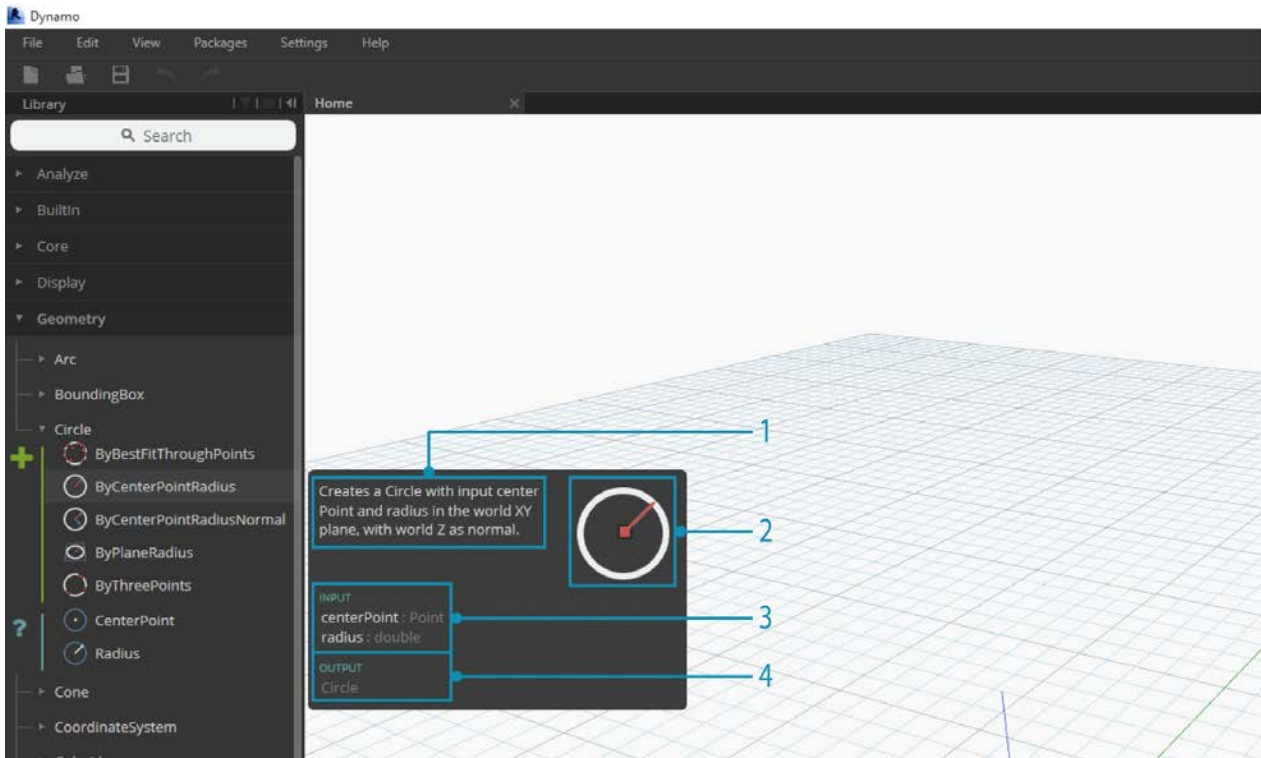 Dynamo
File Edit View Packages Settings Help
Library
Home
Search
Analyze
BuiltIn
Core
Display
Geometry
Arc
BoundingBox
Circle
ByBestFitThroughPoints
ByCenterPointRadius
ByCenterPointRadiusNormal
ByPlaneRadius
ByThreePoints
? CenterPoint
Radius
Cone
CoordinateSystem
Creates a Circle with input center
Point and radius in the world XY
plane, with world Z as normal.
INPUT
centerPoint : Point
radius : double
OUTPUT
Circle
1
2
3
4